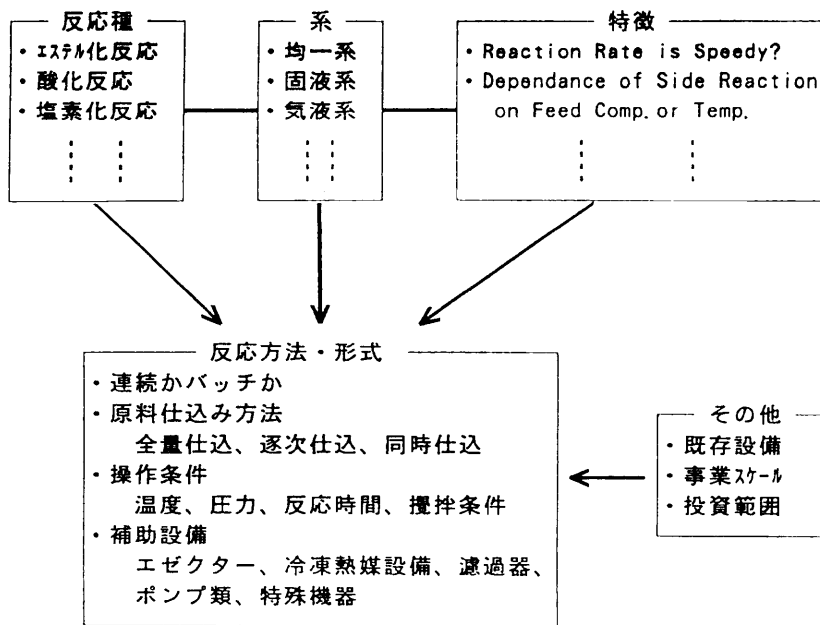 反応種
・エステル化反応
・酸化反応
・塩素化反応
系
・均一系
・固液系
・気液系
特徴
・Reaction Rate is Speedy?
・Dependance of Side Reaction
on Feed Comp. or Temp.
反応方法・形式
・連続かバッチか
・原料仕込み方法
全量仕込、逐次仕込、同時仕込
・操作条件
温度、圧力、反応時間、攪拌条件
・補助設備
エゼクター、冷凍熱媒設備、濾過器、
ポンプ類、特殊機器
その他
・既存設備
・事業スケール
・投資範囲